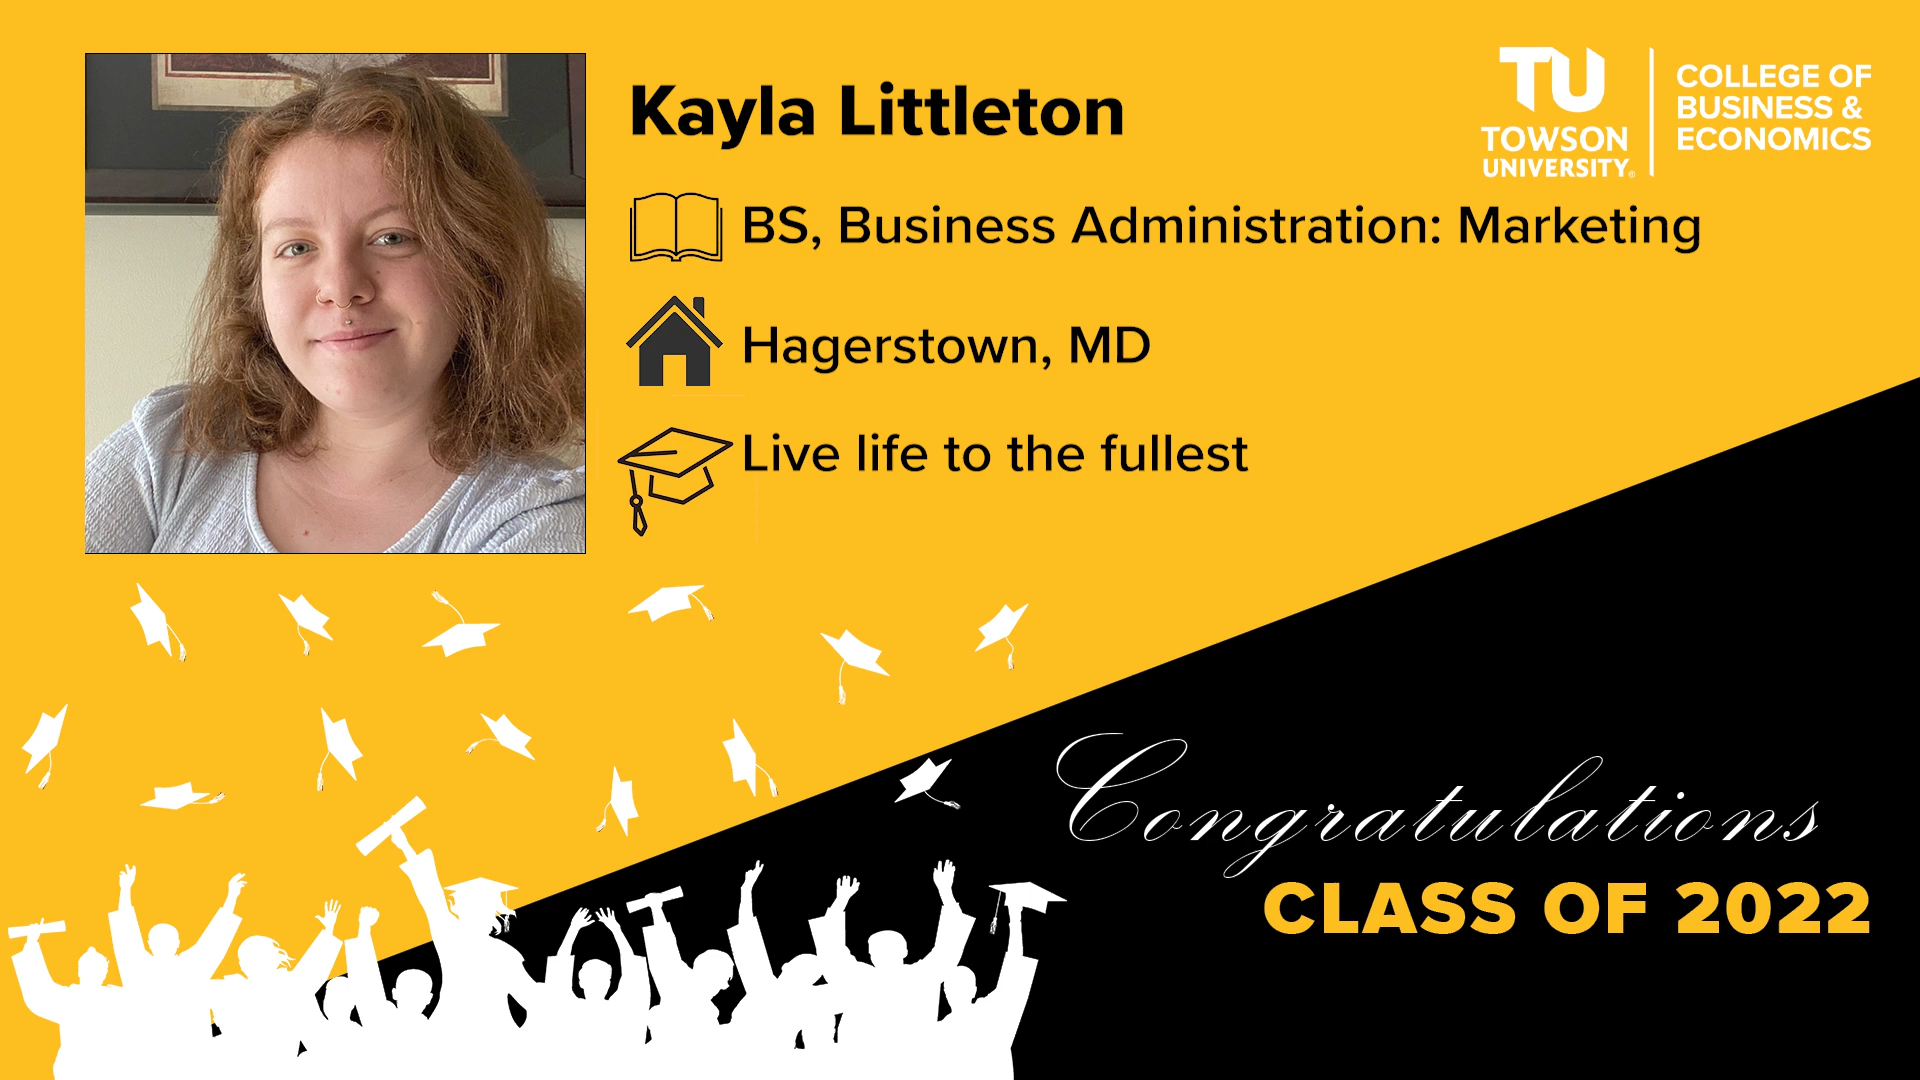 Kayla Littleton
TU
TOWSON
UNIVERSITY®
COLLEGE OF
BUSINESS &
ECONOMICS
BS, Business Administration: Marketing
Hagerstown, MD
Live life to the fullest
Congratulations
CLASS OF 2022